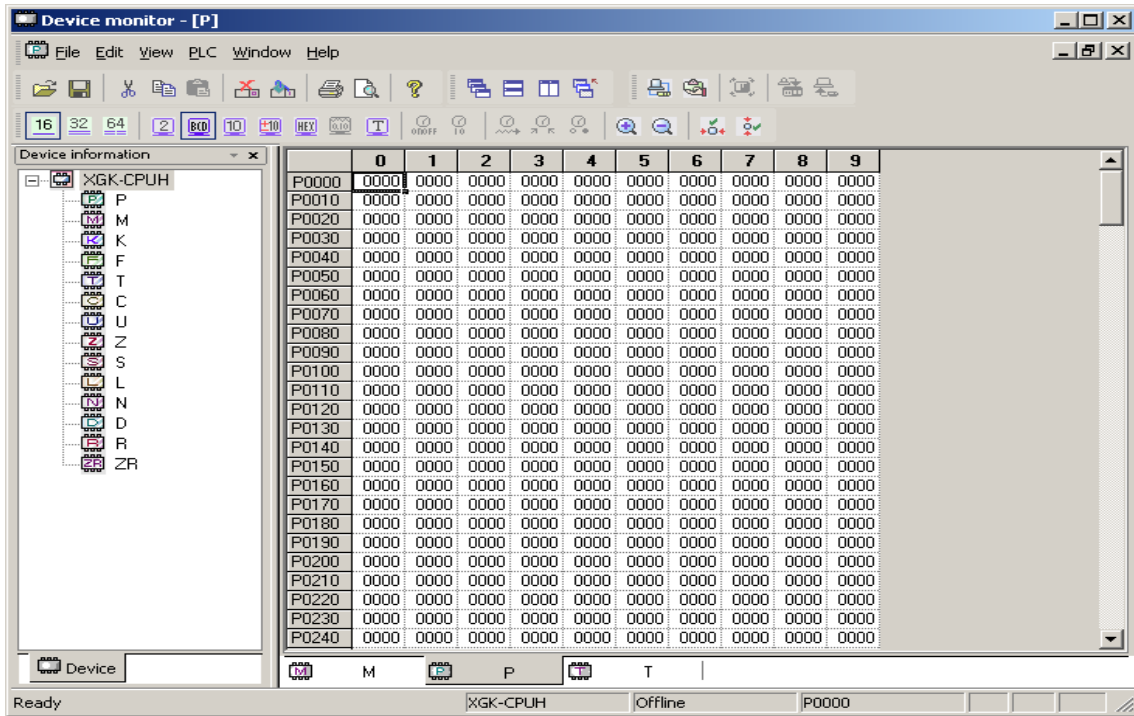 Device monitor - [P]
File Edit View PLC Window Help
16 32 64 2 BCD 10 ±10 HEX T
Device information
0 1 2 3 4 5 6 7 8 9
XGK-CPUH
P
M
K
F
T
C
U
Z
S
L
N
D
R
ZR
P0000 0000 0000 0000 0000 0000 0000 0000 0000 0000 0000
P0010 0000 0000 0000 0000 0000 0000 0000 0000 0000 0000
P0020 0000 0000 0000 0000 0000 0000 0000 0000 0000 0000
P0030 0000 0000 0000 0000 0000 0000 0000 0000 0000 0000
P0040 0000 0000 0000 0000 0000 0000 0000 0000 0000 0000
P0050 0000 0000 0000 0000 0000 0000 0000 0000 0000 0000
P0060 0000 0000 0000 0000 0000 0000 0000 0000 0000 0000
P0070 0000 0000 0000 0000 0000 0000 0000 0000 0000 0000
P0080 0000 0000 0000 0000 0000 0000 0000 0000 0000 0000
P0090 0000 0000 0000 0000 0000 0000 0000 0000 0000 0000
P0100 0000 0000 0000 0000 0000 0000 0000 0000 0000 0000
P0110 0000 0000 0000 0000 0000 0000 0000 0000 0000 0000
P0120 0000 0000 0000 0000 0000 0000 0000 0000 0000 0000
P0130 0000 0000 0000 0000 0000 0000 0000 0000 0000 0000
P0140 0000 0000 0000 0000 0000 0000 0000 0000 0000 0000
P0150 0000 0000 0000 0000 0000 0000 0000 0000 0000 0000
P0160 0000 0000 0000 0000 0000 0000 0000 0000 0000 0000
P0170 0000 0000 0000 0000 0000 0000 0000 0000 0000 0000
P0180 0000 0000 0000 0000 0000 0000 0000 0000 0000 0000
P0190 0000 0000 0000 0000 0000 0000 0000 0000 0000 0000
P0200 0000 0000 0000 0000 0000 0000 0000 0000 0000 0000
P0210 0000 0000 0000 0000 0000 0000 0000 0000 0000 0000
P0220 0000 0000 0000 0000 0000 0000 0000 0000 0000 0000
P0230 0000 0000 0000 0000 0000 0000 0000 0000 0000 0000
P0240 0000 0000 0000 0000 0000 0000 0000 0000 0000 0000
Device
M P T
Ready XGK-CPUH Offline P0000